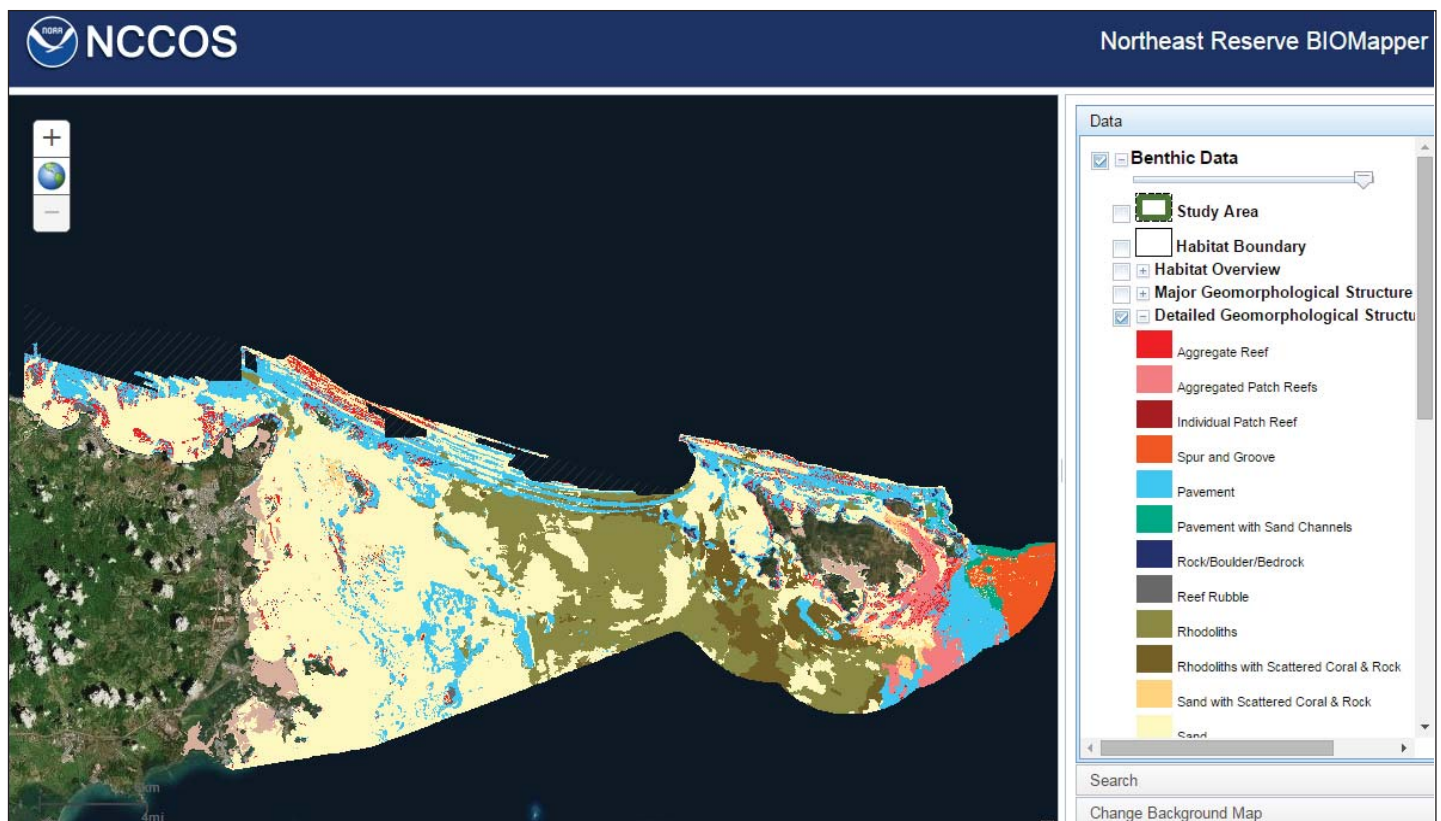 NOAA
NCCOS
Northeast Reserve BIOMapper
+
−
4mi
Data
Benthic Data
Study Area
Habitat Boundary
Habitat Overview
Major Geomorphological Structure
Detailed Geomorphological Structu
Aggregate Reef
Aggregated Patch Reefs
Individual Patch Reef
Spur and Groove
Pavement
Pavement with Sand Channels
Rock/Boulder/Bedrock
Reef Rubble
Rhodoliths
Rhodoliths with Scattered Coral & Rock
Sand with Scattered Coral & Rock
Sand
Search
Change Background Map